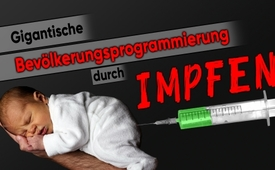 Gigantische
Bevölkerungsprogrammierung
durch
IMPFEN